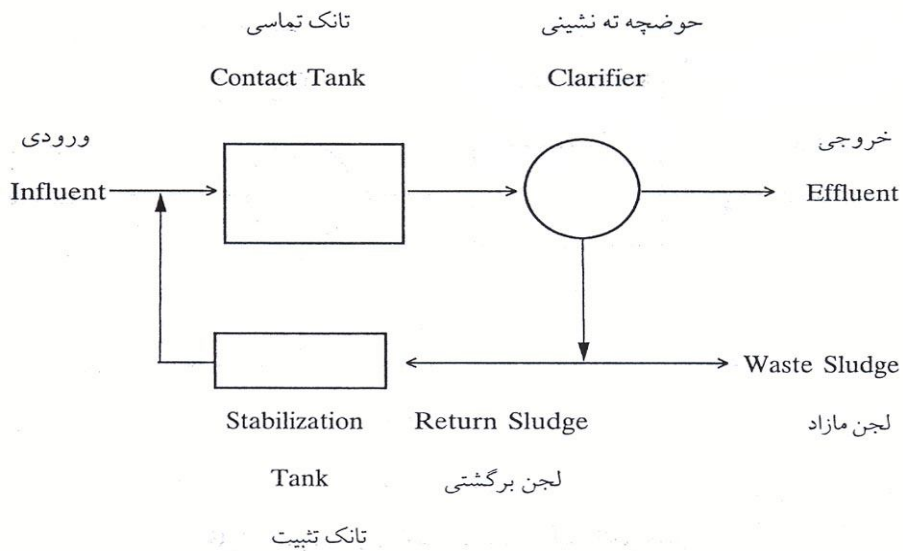 تانک تماسی
حوضچه ته نشینی
Contact Tank
Clarifier
ورودی
خروجی
Influent
Effluent
Waste Sludge
Stabilization
Return Sludge
لجن مازاد
Tank
لجن برگشتی
تانک تثبیت